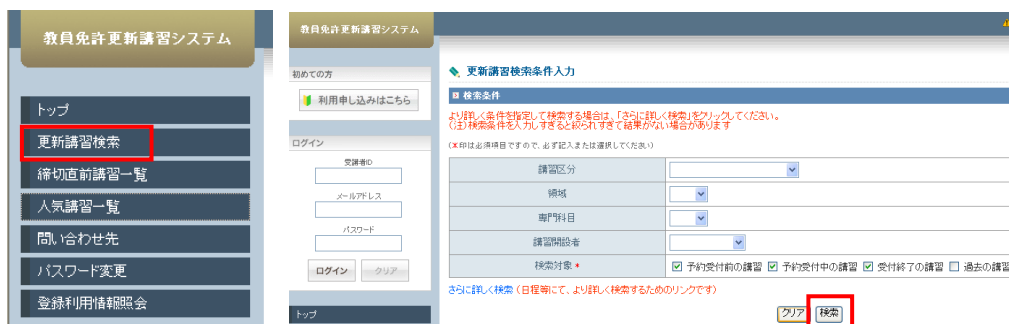 教員免許更新講習システム
トップ
更新講習検索
締切直前講習一覧
人気講習一覧
問い合わせ先
パスワード変更
登録利用情報照会
教員免許更新講習システム
初めての方
利用申し込みはこちら
ログイン
受講者ID
メールアドレス
パスワード
ログイン クリア
トップ
更新講習検索条件入力
検索条件
より詳しく条件を指定して検索する場合は、「さらに詳しく検索」をクリックしてください。
(注)検索条件を入力しすぎると絞られすぎて結果がない場合があります
(×印は必須項目ですので、必ず記入または選択してください)
講習区分
領域
専門科目
講習開設者
検索対象 * 予約受付前の講習 予約受付中の講習 受付終了の講習 過去の講習
さらに詳しく検索 (日程等にて、より詳しく検索するためのリンクです)
クリア 検索